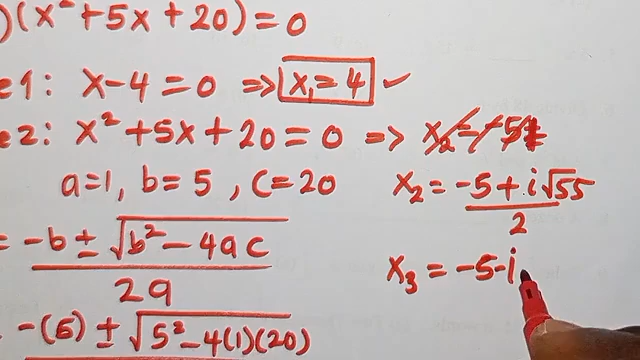 )(x²+5x+20)=0
e1: x-4=0 => x₁=4 ✓
e2: x²+5x+20=0 =>
a=1, b=5, c=20
x₂ = (-5+i√55)/2
= (-b±√(b²-4ac))/2a
x₃ = -5-i
-(5)±√(5²-4(1)(20))